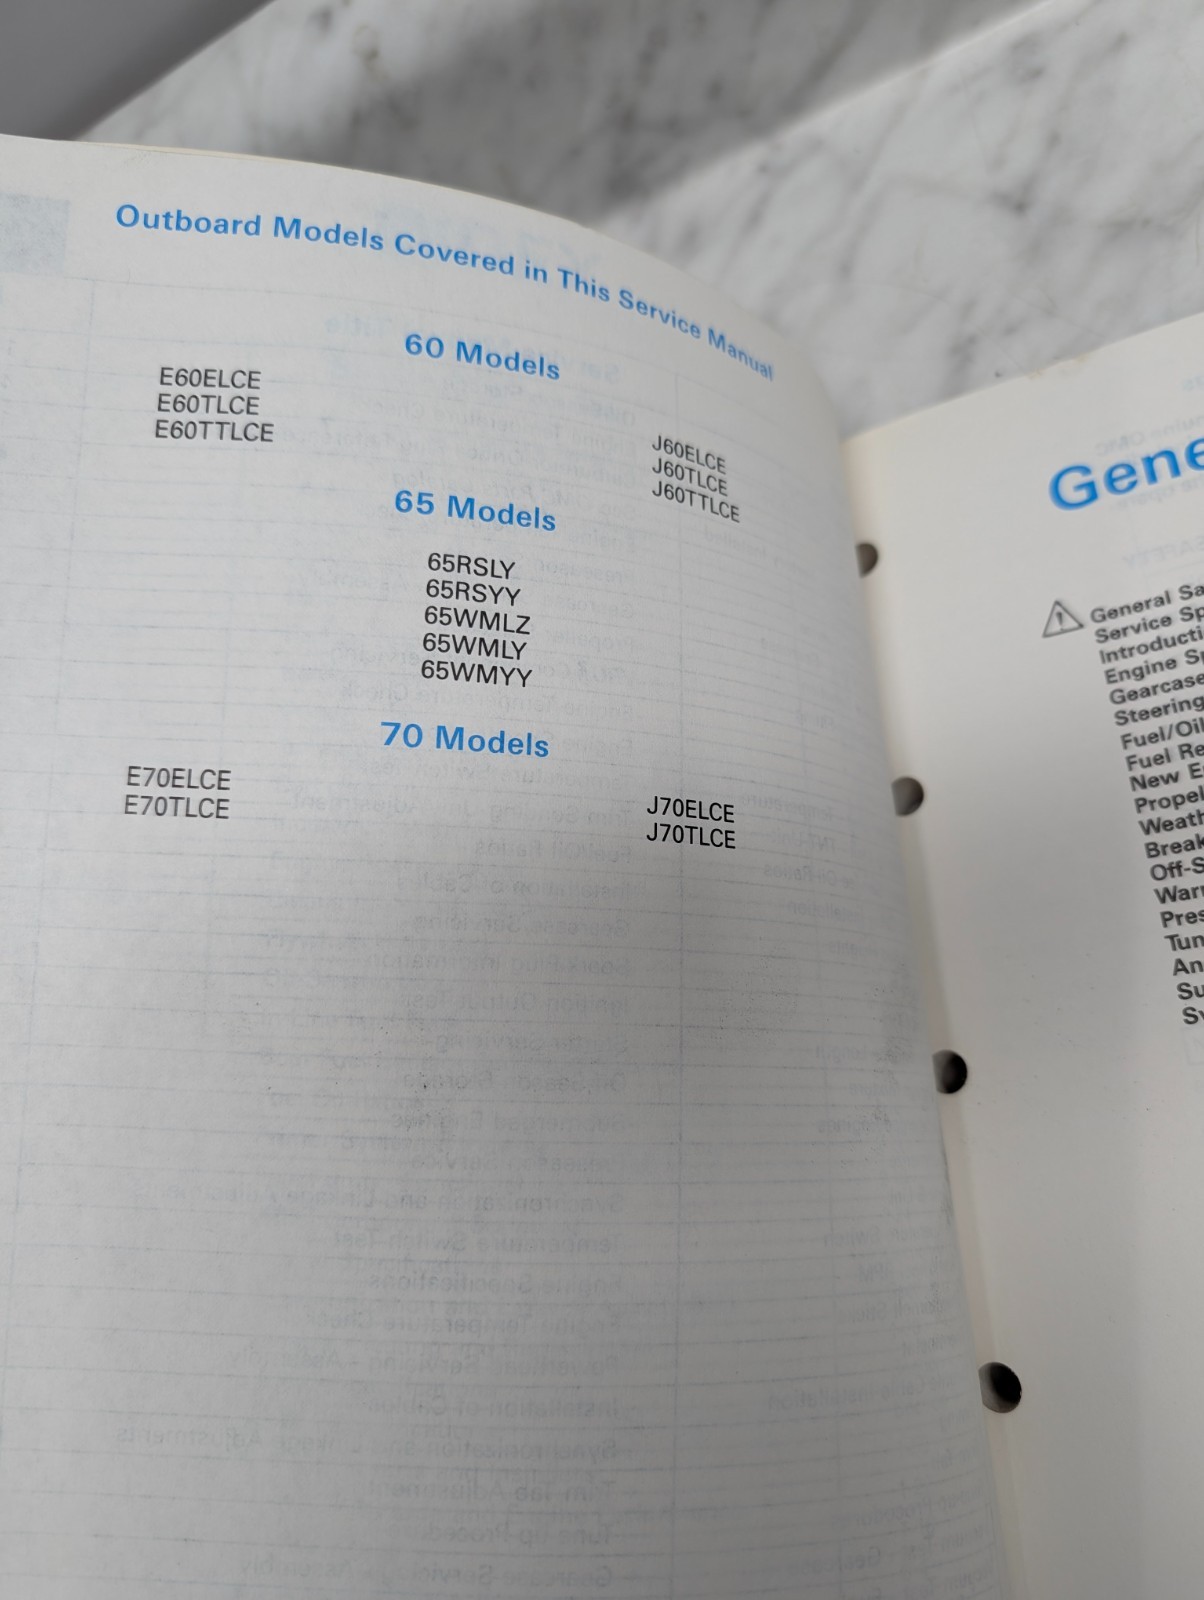 Outboard Models Covered in This Service Manual
60 Models
E60ELCE
E60TLCE
E60TTLCE
J60ELCE
J60TLCE
J60TTLCE
65 Models
65RSLY
65RSYY
65WMLZ
65WMLY
65WMYY
70 Models
E70ELCE
E70TLCE
J70ELCE
J70TLCE
Gene
General Sa
Service Sp
Introducti
Engine Sp
Gearcase
Steering
Fuel/Oil
Fuel Re
New E
Propel
Weath
Break
Off-S
Warr
Pres
Tun
An
Su